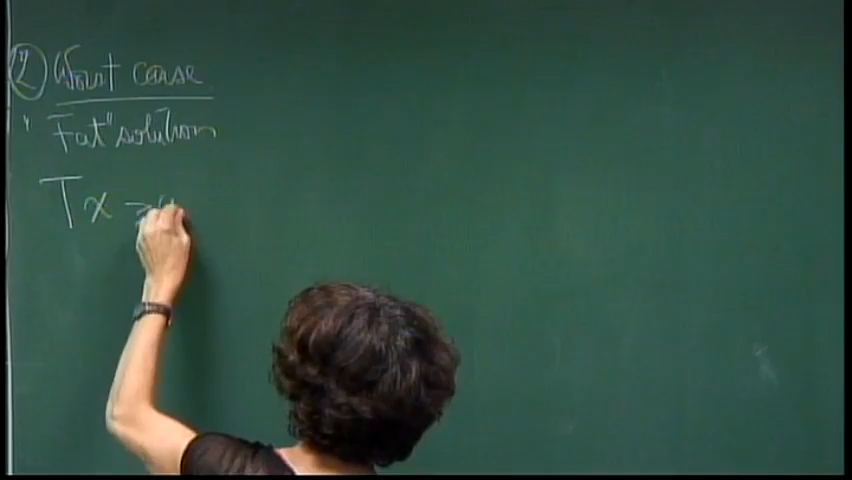 ② Worst case
"Fat" solution
Tx ≥